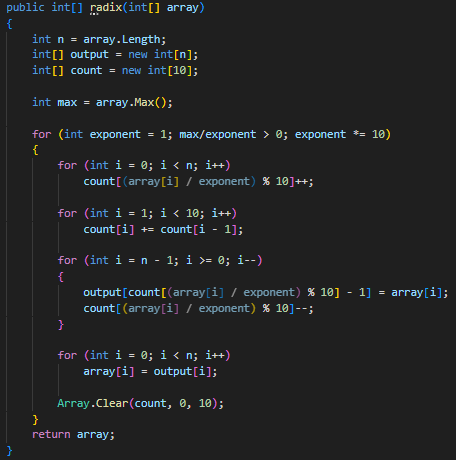 public int[] radix(int[] array)
{
    int n = array.Length;
    int[] output = new int[n];
    int[] count = new int[10];

    int max = array.Max();

    for (int exponent = 1; max/exponent > 0; exponent *= 10)
    {
        for (int i = 0; i < n; i++)
            count[(array[i] / exponent) % 10]++;

        for (int i = 1; i < 10; i++)
            count[i] += count[i - 1];

        for (int i = n - 1; i >= 0; i--)
        {
            output[count[(array[i] / exponent) % 10] - 1] = array[i];
            count[(array[i] / exponent) % 10]--;
        }

        for (int i = 0; i < n; i++)
            array[i] = output[i];

        Array.Clear(count, 0, 10);
    }
    return array;
}